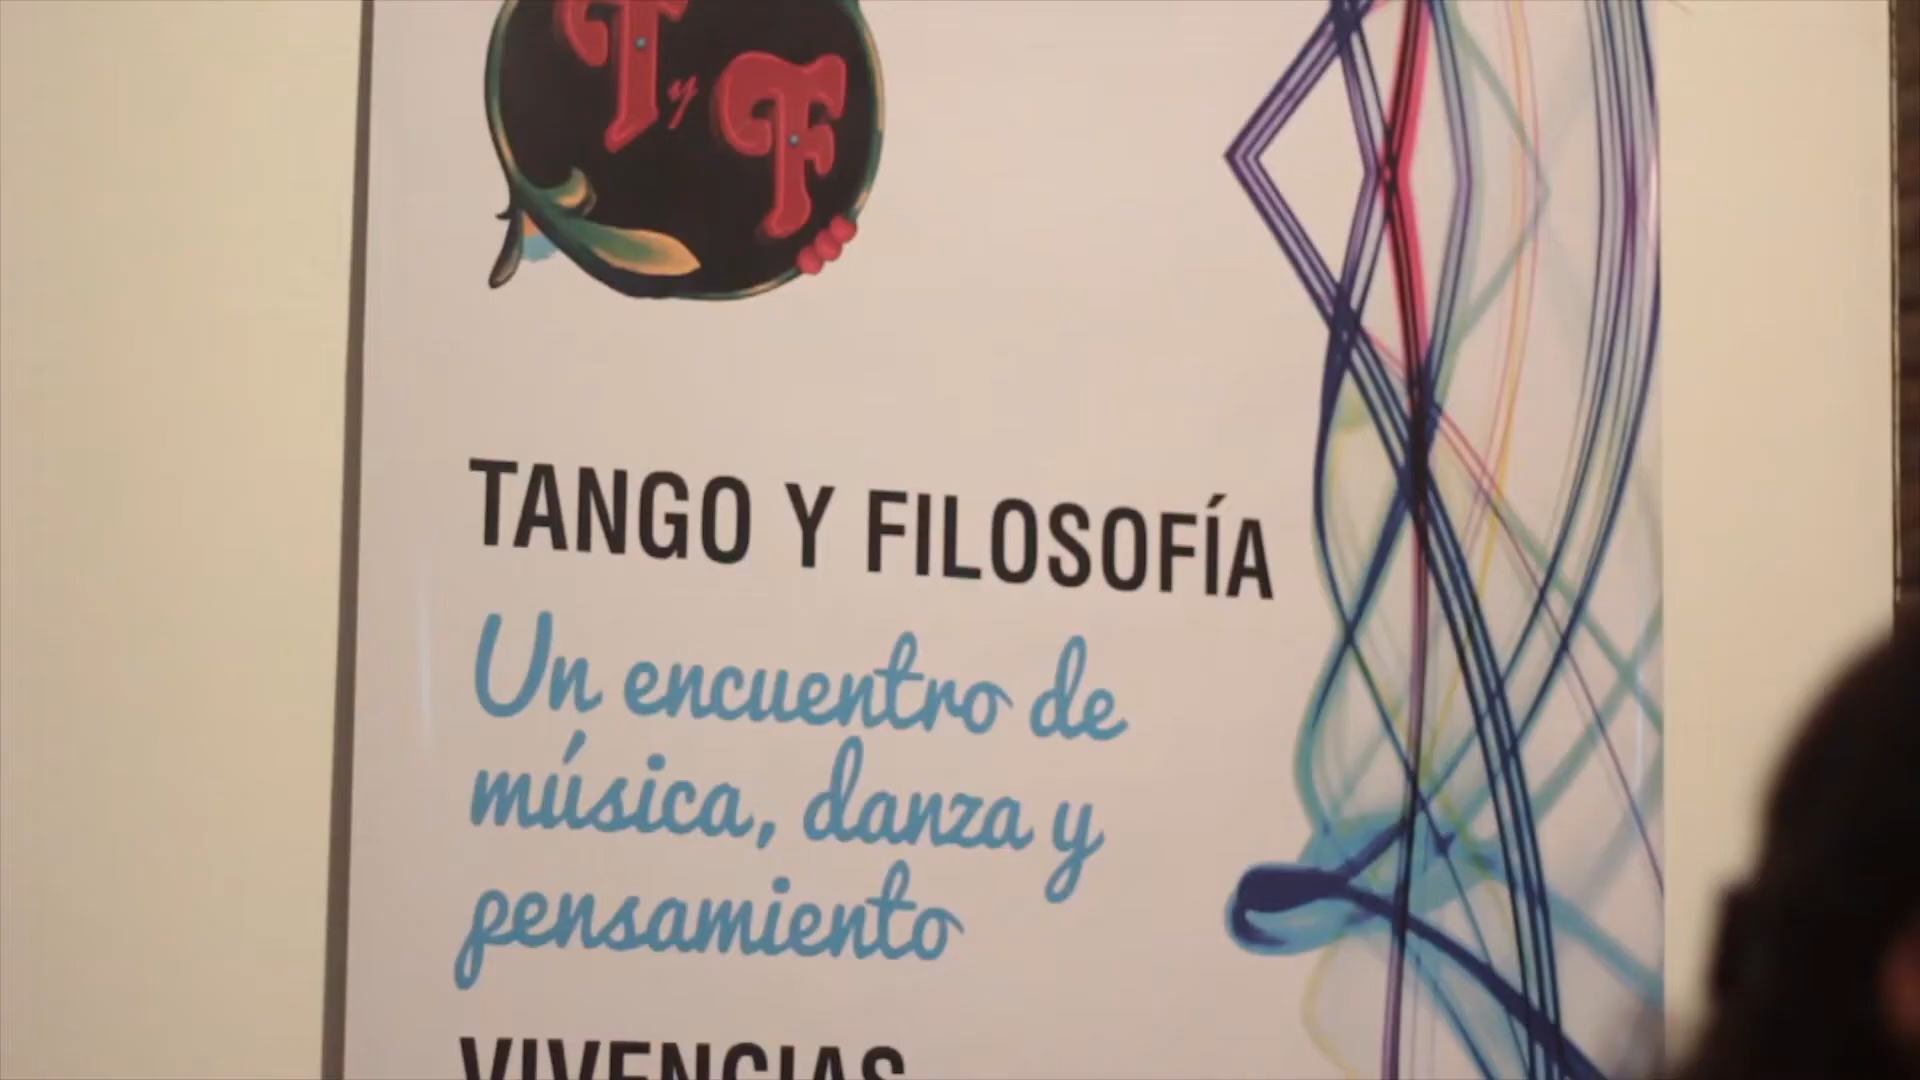 T y F
TANGO Y FILOSOFÍA
Un encuentro de
música, danza y
pensamiento
VIVENCIAS